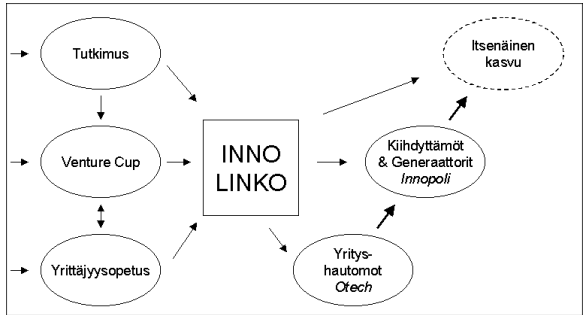 Tutkimus
Venture Cup
Yrittäjyysopetus
INNO
LINKO
Itsenäinen
kasvu
Kiihdyttämöt
& Generaattorit
Innopoli
Yritys-
hautomot
Otech